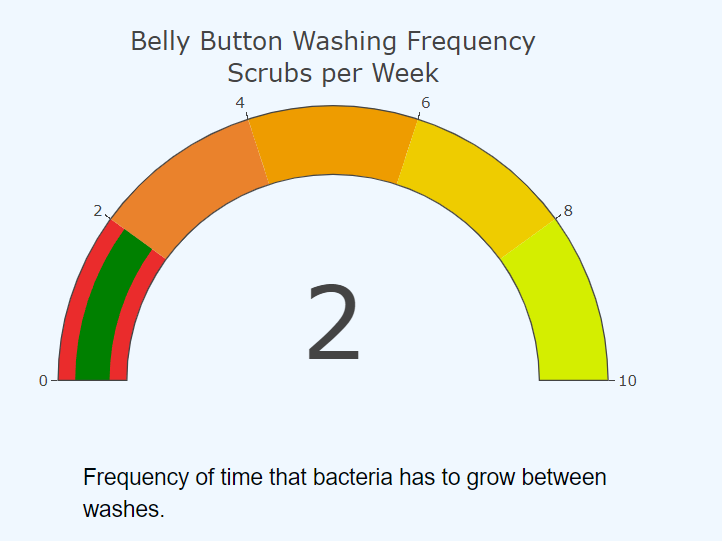 Belly Button Washing Frequency
Scrubs per Week
4
6
2
8
2
0
10
Frequency of time that bacteria has to grow between
washes.